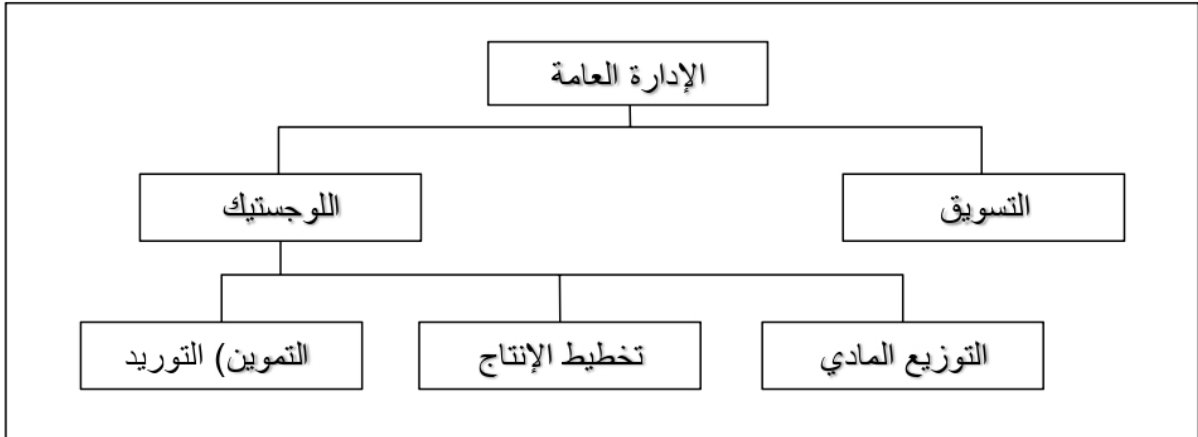 الإدارة العامة
التسويق
اللوجستيك
التوزيع المادي
تخطيط الإنتاج
التموين) التوريد